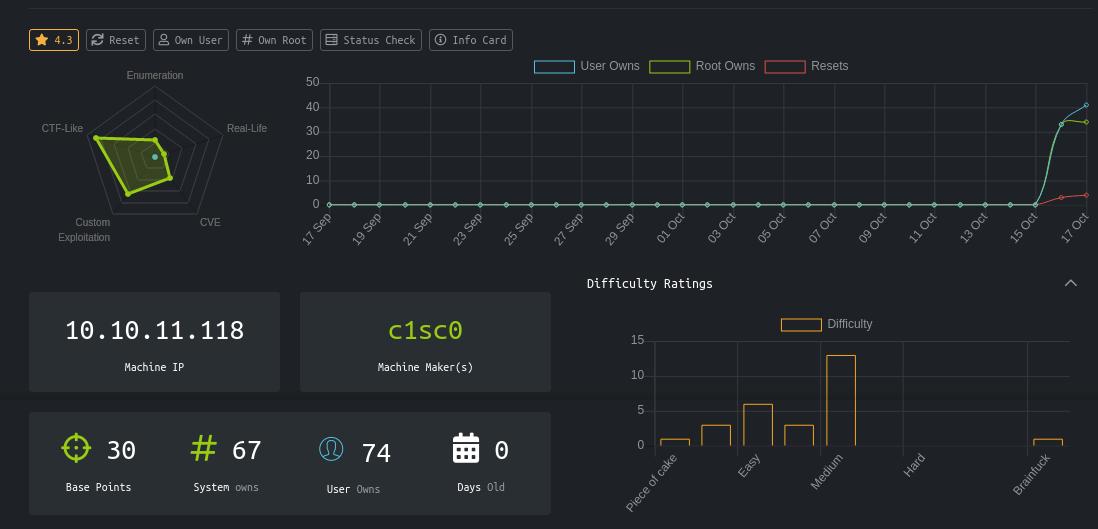 4.3 Reset Own User Own Root Status Check Info Card
User Owns Root Owns Resets
Enumeration
CTF-Like
Real-Life
Custom
Exploitation
CVE
50
40
30
20
10
0
17 Sep 19 Sep 21 Sep 23 Sep 25 Sep 27 Sep 29 Sep 01 Oct 03 Oct 05 Oct 07 Oct 09 Oct 11 Oct 13 Oct 15 Oct 17 Oct
10.10.11.118
Machine IP
c1sc0
Machine Maker(s)
Difficulty Ratings
Difficulty
15
10
5
0
Piece of cake Easy Medium Hard Brainfuck
30
Base Points
67
System owns
74
User Owns
0
Days Old